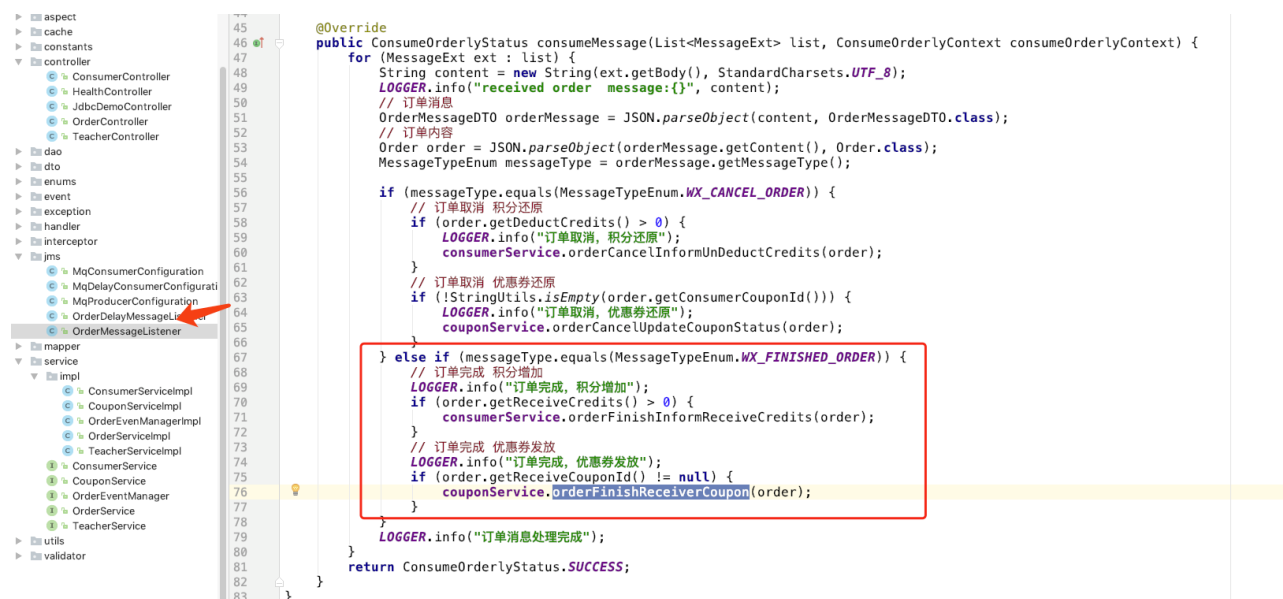 aspect
cache
constants
controller
ConsumerController
HealthController
JdbcDemoController
OrderController
TeacherController
dao
dto
enums
event
exception
handler
interceptor
jms
MqConsumerConfiguration
MqDelayConsumerConfigurati
MqProducerConfiguration
OrderDelayMessageLis
OrderMessageListener
mapper
service
impl
ConsumerServiceImpl
CouponServiceImpl
OrderEvenManagerImpl
OrderServiceImpl
TeacherServiceImpl
ConsumerService
CouponService
OrderEventManager
OrderService
TeacherService
utils
validator
44
45 @Override
46 public ConsumeOrderlyStatus consumeMessage(List<MessageExt> list, ConsumeOrderlyContext consumeOrderlyContext) {
47 for (MessageExt ext : list) {
48 String content = new String(ext.getBody(), StandardCharsets.UTF_8);
49 LOGGER.info("received order  message:{}", content);
50 // 订单消息
51 OrderMessageDTO orderMessage = JSON.parseObject(content, OrderMessageDTO.class);
52 // 订单内容
53 Order order = JSON.parseObject(orderMessage.getContent(), Order.class);
54 MessageTypeEnum messageType = orderMessage.getMessageType();
55
56 if (messageType.equals(MessageTypeEnum.WX_CANCEL_ORDER)) {
57 // 订单取消 积分还原
58 if (order.getDeductCredits() > 0) {
59 LOGGER.info("订单取消，积分还原");
60 consumerService.orderCancelInformUnDeductCredits(order);
61 }
62 // 订单取消 优惠券还原
63 if (!StringUtils.isEmpty(order.getConsumerCouponId())) {
64 LOGGER.info("订单取消，优惠券还原");
65 couponService.orderCancelUpdateCouponStatus(order);
66 }
67 } else if (messageType.equals(MessageTypeEnum.WX_FINISHED_ORDER)) {
68 // 订单完成 积分增加
69 LOGGER.info("订单完成，积分增加");
70 if (order.getReceiveCredits() > 0) {
71 consumerService.orderFinishInformReceiveCredits(order);
72 }
73 // 订单完成 优惠券发放
74 LOGGER.info("订单完成，优惠券发放");
75 if (order.getReceiveCouponId() != null) {
76 couponService.orderFinishReceiverCoupon(order);
77 }
78 }
79 LOGGER.info("订单消息处理完成");
80 }
81 return ConsumeOrderlyStatus.SUCCESS;
82 }
83 }